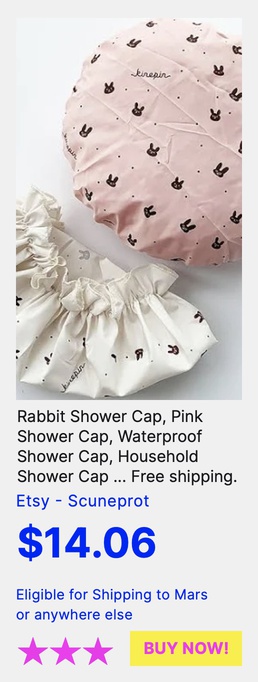 kinepin
kinepin
Rabbit Shower Cap, Pink
Shower Cap, Waterproof
Shower Cap, Household
Shower Cap ... Free shipping.
Etsy - Scuneprot
$14.06
Eligible for Shipping to Mars
or anywhere else
BUY NOW!